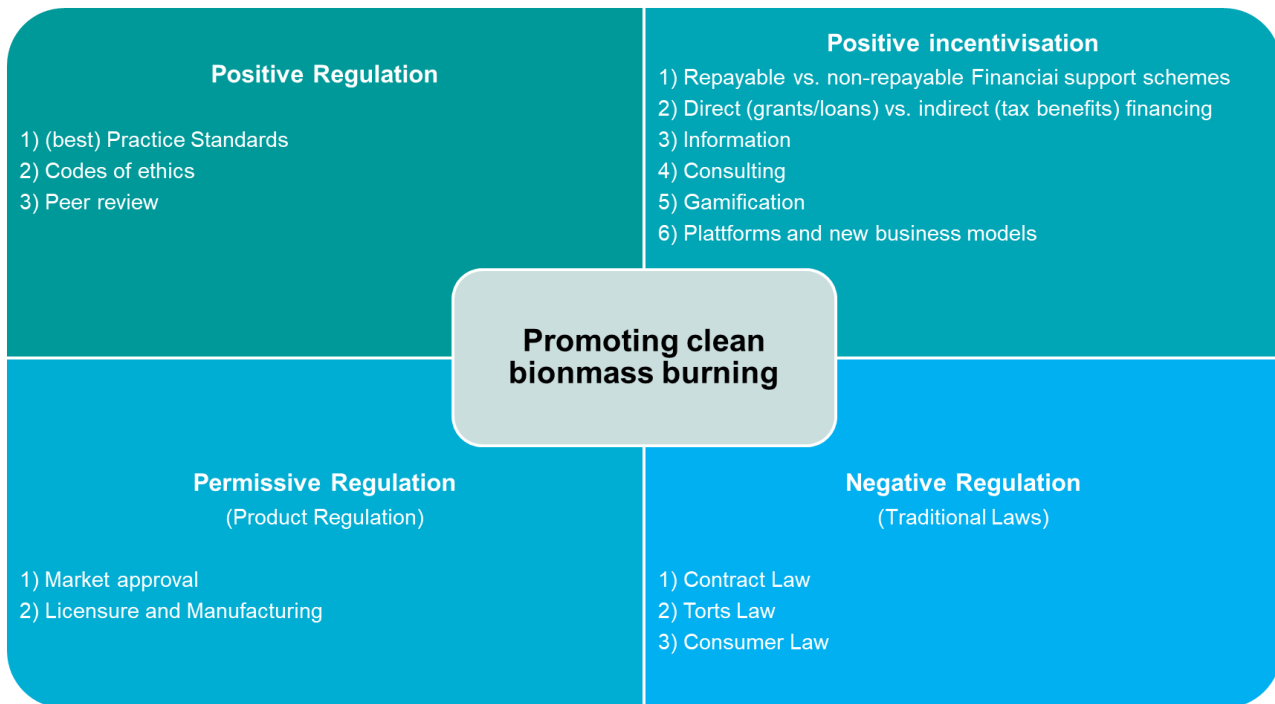 Positive Regulation
1) (best) Practice Standards
2) Codes of ethics
3) Peer review
Positive incentivisation
1) Repayable vs. non-repayable Financiai support schemes
2) Direct (grants/loans) vs. indirect (tax benefits) financing
3) Information
4) Consulting
5) Gamification
6) Plattforms and new business models
Promoting clean
bionmass burning
Permissive Regulation
(Product Regulation)
1) Market approval
2) Licensure and Manufacturing
Negative Regulation
(Traditional Laws)
1) Contract Law
2) Torts Law
3) Consumer Law